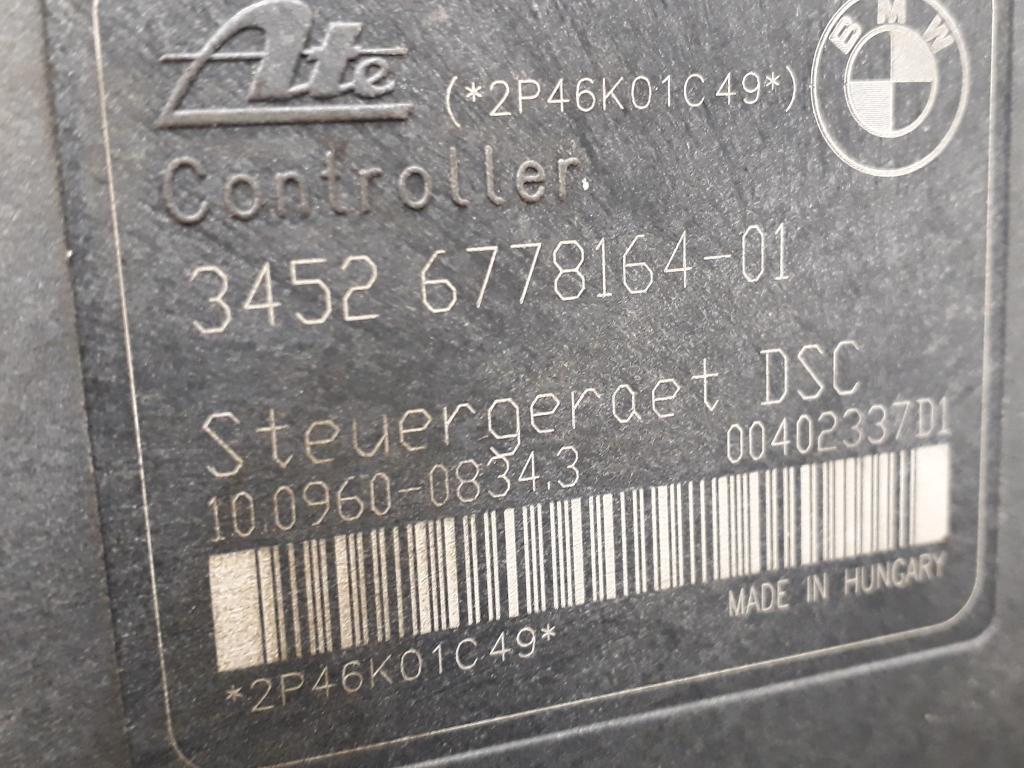 Ate (*2P46K01C49*) BMW
Controller
3452 6778164-01
Steuergeraet DSC
10.0960-0834.3 00402337D1
MADE IN HUNGARY
*2P46K01C49*